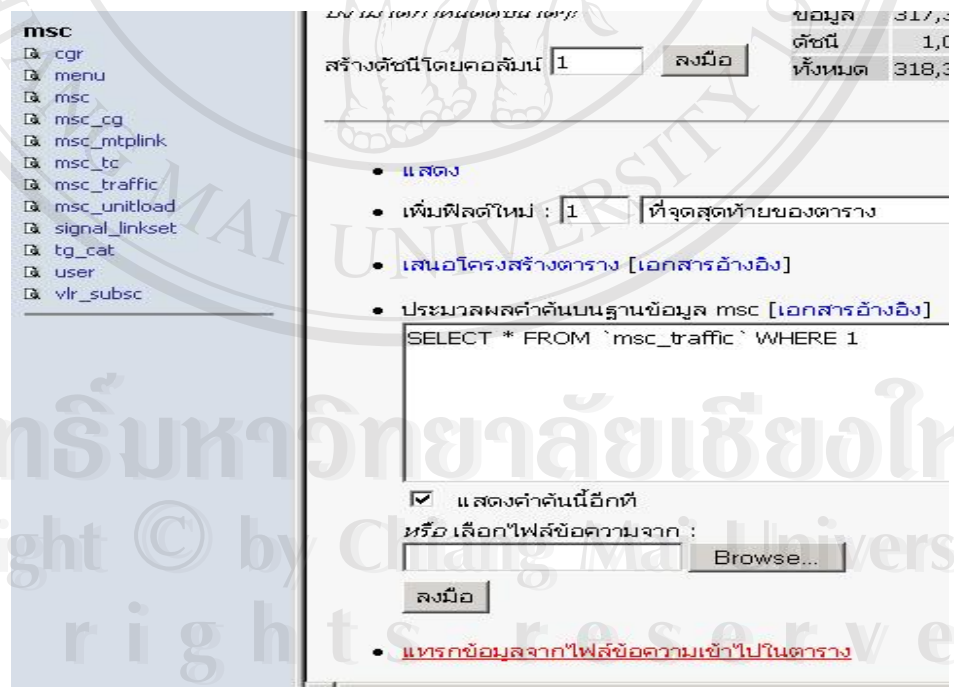 msc
cgr
menu
msc
msc_cg
msc_mtplink
msc_tc
msc_traffic
msc_unitload
signal_linkset
tg_cat
user
vlr_subsc
ข้อมูล 317,3
ดัชนี 1,0
ทั้งหมด 318,3
สร้างดัชนีโดยคอลัมน์ 1 ลงมือ
แสดง
เพิ่มฟิลด์ใหม่ : 1 ที่จุดสุดท้ายของตาราง
เสนอโครงสร้างตาราง [เอกสารอ้างอิง]
ประมวลผลคำค้นบนฐานข้อมูล msc [เอกสารอ้างอิง]
SELECT * FROM `msc_traffic` WHERE 1
แสดงคำค้นนี้อีกที
หรือ เลือกไฟล์ข้อความจาก :
Browse...
ลงมือ
แทรกข้อมูลจากไฟล์ข้อความเข้าไปในตาราง
NG MAI UNIVERSITY
ทธิ์มหาวิทยาลัยเชียงให
ight © by Chiang Mai Univers
rights reserve